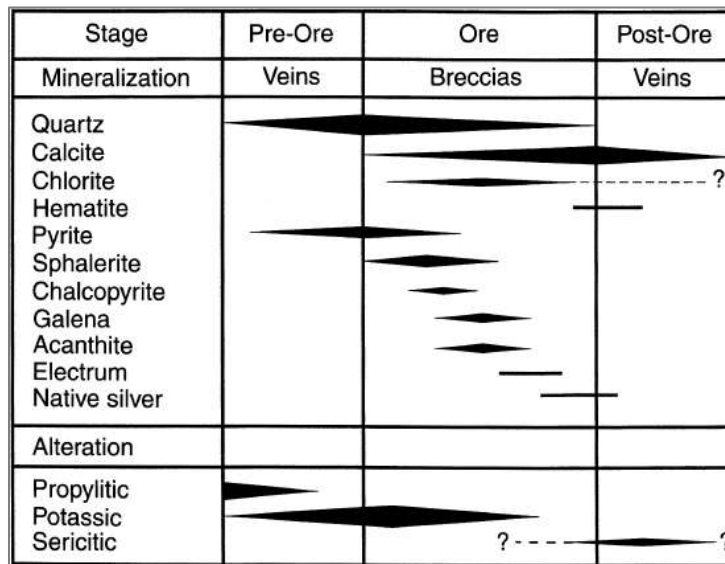 Stage Pre-Ore Ore Post-Ore
Mineralization Veins Breccias Veins
Quartz
Calcite
Chlorite ?
Hematite
Pyrite
Sphalerite
Chalcopyrite
Galena
Acanthite
Electrum
Native silver
Alteration
Propylitic
Potassic
Sericitic ? ?